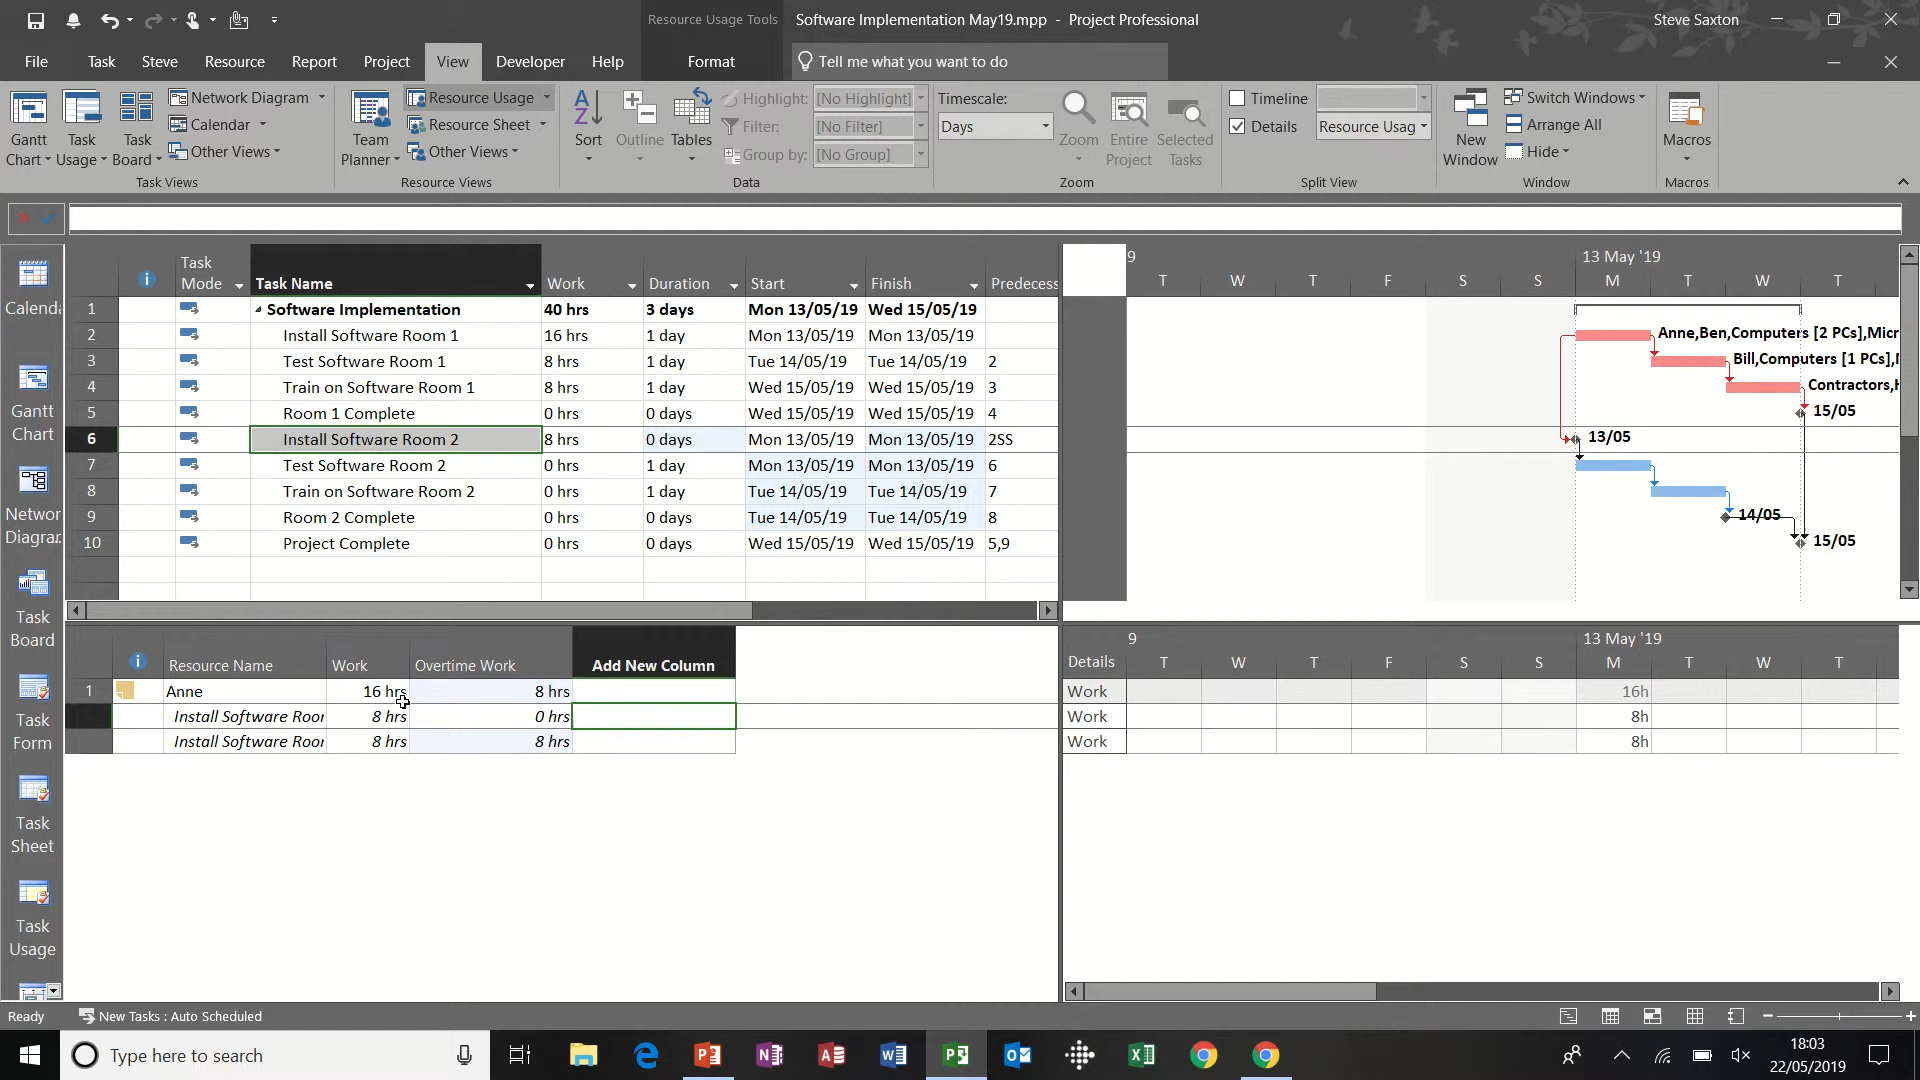 Resource Usage Tools
Software Implementation May19.mpp - Project Professional
Steve Saxton
File Task Steve Resource Report Project View Developer Help Format
Tell me what you want to do
Gantt Chart
Task Usage
Task Board
Network Diagram
Calendar
Other Views
Task Views
Team Planner
Resource Usage
Resource Sheet
Other Views
Resource Views
Sort
Outline
Tables
Highlight: [No Highlight]
Filter: [No Filter]
Group by: [No Group]
Data
Timescale:
Days
Zoom
Entire Project
Selected Tasks
Zoom
Timeline
Details Resource Usag
Split View
New Window
Switch Windows
Arrange All
Hide
Window
Macros
Macros
Task Mode Task Name Work Duration Start Finish Predecess
1 Software Implementation 40 hrs 3 days Mon 13/05/19 Wed 15/05/19
2 Install Software Room 1 16 hrs 1 day Mon 13/05/19 Mon 13/05/19
3 Test Software Room 1 8 hrs 1 day Tue 14/05/19 Tue 14/05/19 2
4 Train on Software Room 1 8 hrs 1 day Wed 15/05/19 Wed 15/05/19 3
5 Room 1 Complete 0 hrs 0 days Wed 15/05/19 Wed 15/05/19 4
6 Install Software Room 2 8 hrs 0 days Mon 13/05/19 Mon 13/05/19 2SS
7 Test Software Room 2 0 hrs 1 day Mon 13/05/19 Mon 13/05/19 6
8 Train on Software Room 2 0 hrs 1 day Tue 14/05/19 Tue 14/05/19 7
9 Room 2 Complete 0 hrs 0 days Tue 14/05/19 Tue 14/05/19 8
10 Project Complete 0 hrs 0 days Wed 15/05/19 Wed 15/05/19 5,9
9 13 May '19
T W T F S S M T W T
Anne,Ben,Computers [2 PCs],Micr
Bill,Computers [1 PCs],
Contractors,
15/05
13/05
14/05
15/05
Calenda
Gantt Chart
Networ Diagra
Task Board
Task Form
Task Sheet
Task Usage
Resource Name Work Overtime Work Add New Column
1 Anne 16 hrs 8 hrs
Install Software Roor 8 hrs 0 hrs
Install Software Roor 8 hrs 8 hrs
9 13 May '19
Details T W T F S S M T W T
Work 16h
Work 8h
Work 8h
Ready New Tasks : Auto Scheduled
Type here to search
18:03
22/05/2019